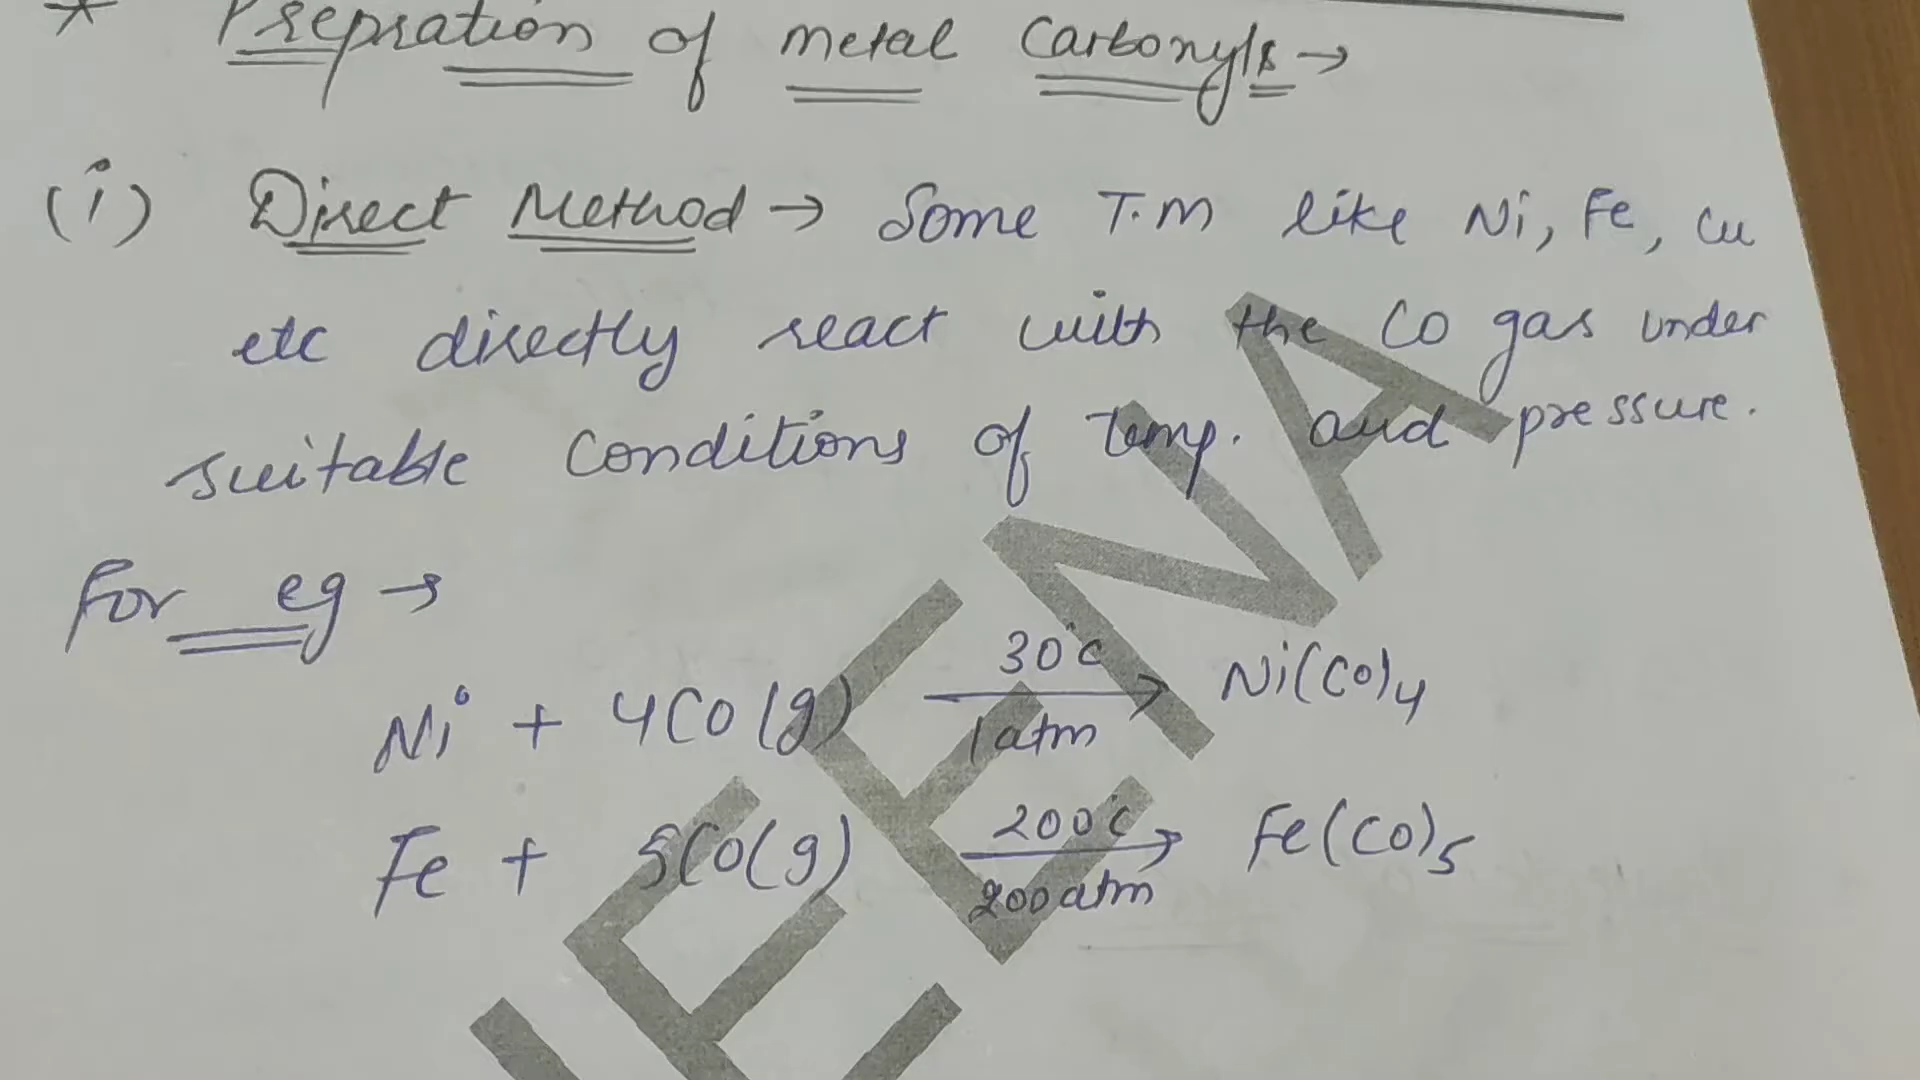 * Prepration of metal Carbonyls →
(i) Direct Method → Some T.M like Ni, Fe, Cu
etc directly react with the CO gas under
suitable conditions of temp. and pressure.
For eg →
Ni + 4CO(g) 30°C 1atm → Ni(CO)4
Fe + 5CO(g) 200°C 200atm → Fe(CO)5
EENA